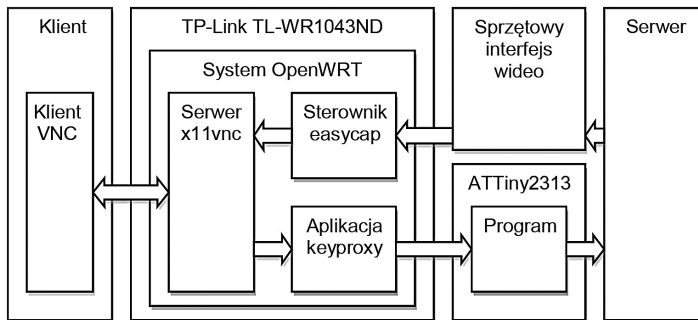 Klient
TP-Link TL-WR1043ND
Sprzętowy
interfejs
wideo
Serwer
System OpenWRT
Klient
VNC
Serwer
x11vnc
Sterownik
easycap
ATTiny2313
Aplikacja
keyproxy
Program